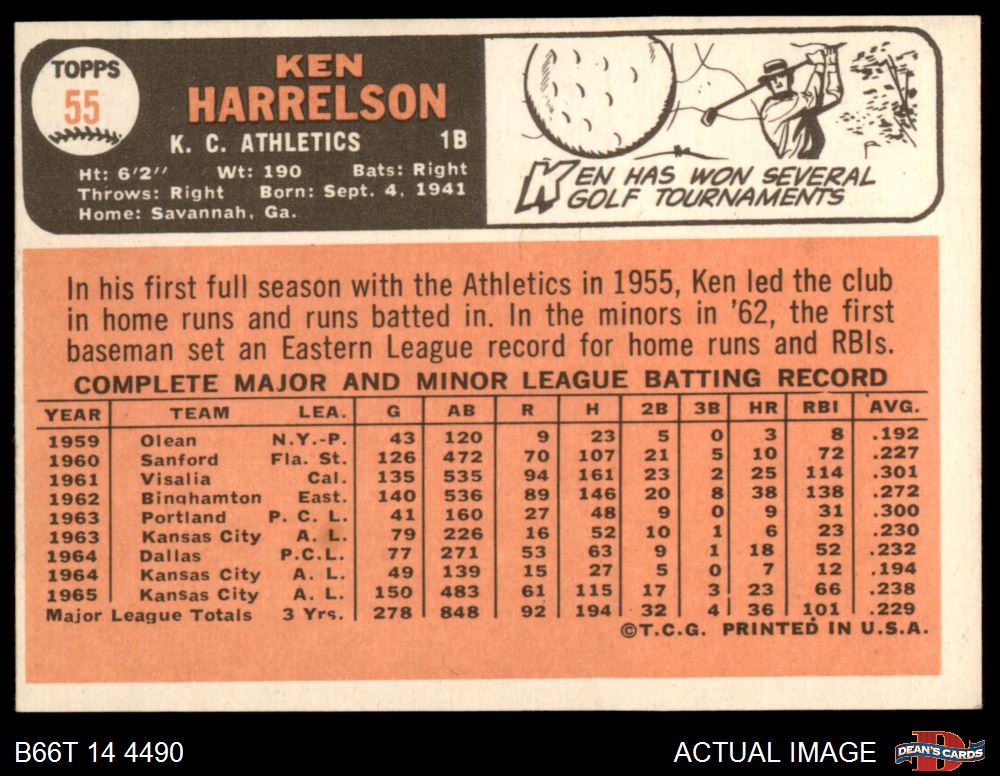 TOPPS
55
KEN
HARRELSON
K. C. ATHLETICS 1B
Ht: 6'2'' Wt: 190 Bats: Right
Throws: Right Born: Sept. 4, 1941
Home: Savannah, Ga.
KEN HAS WON SEVERAL
GOLF TOURNAMENTS
In his first full season with the Athletics in 1955, Ken led the club
in home runs and runs batted in. In the minors in '62, the first
baseman set an Eastern League record for home runs and RBIs.
COMPLETE MAJOR AND MINOR LEAGUE BATTING RECORD
YEAR TEAM LEA. G AB R H 2B 3B HR RBI AVG.
1959 Olean N.Y.-P. 43 120 9 23 5 0 3 8 .192
1960 Sanford Fla. St. 126 472 70 107 21 5 10 72 .227
1961 Visalia Cal. 135 535 94 161 23 2 25 114 .301
1962 Binghamton East. 140 536 89 146 20 8 38 138 .272
1963 Portland P. C. L. 41 160 27 48 9 0 9 31 .300
1963 Kansas City A. L. 79 226 16 52 10 1 6 23 .230
1964 Dallas P.C.L. 77 271 53 63 9 1 18 52 .232
1964 Kansas City A. L. 49 139 15 27 5 0 7 12 .194
1965 Kansas City A. L. 150 483 61 115 17 3 23 66 .238
Major League Totals 3 Yrs. 278 848 92 194 32 4 36 101 .229
©T.C.G. PRINTED IN U.S.A.
B66T 14 4490
ACTUAL IMAGE
D
DEAN'S CARDS